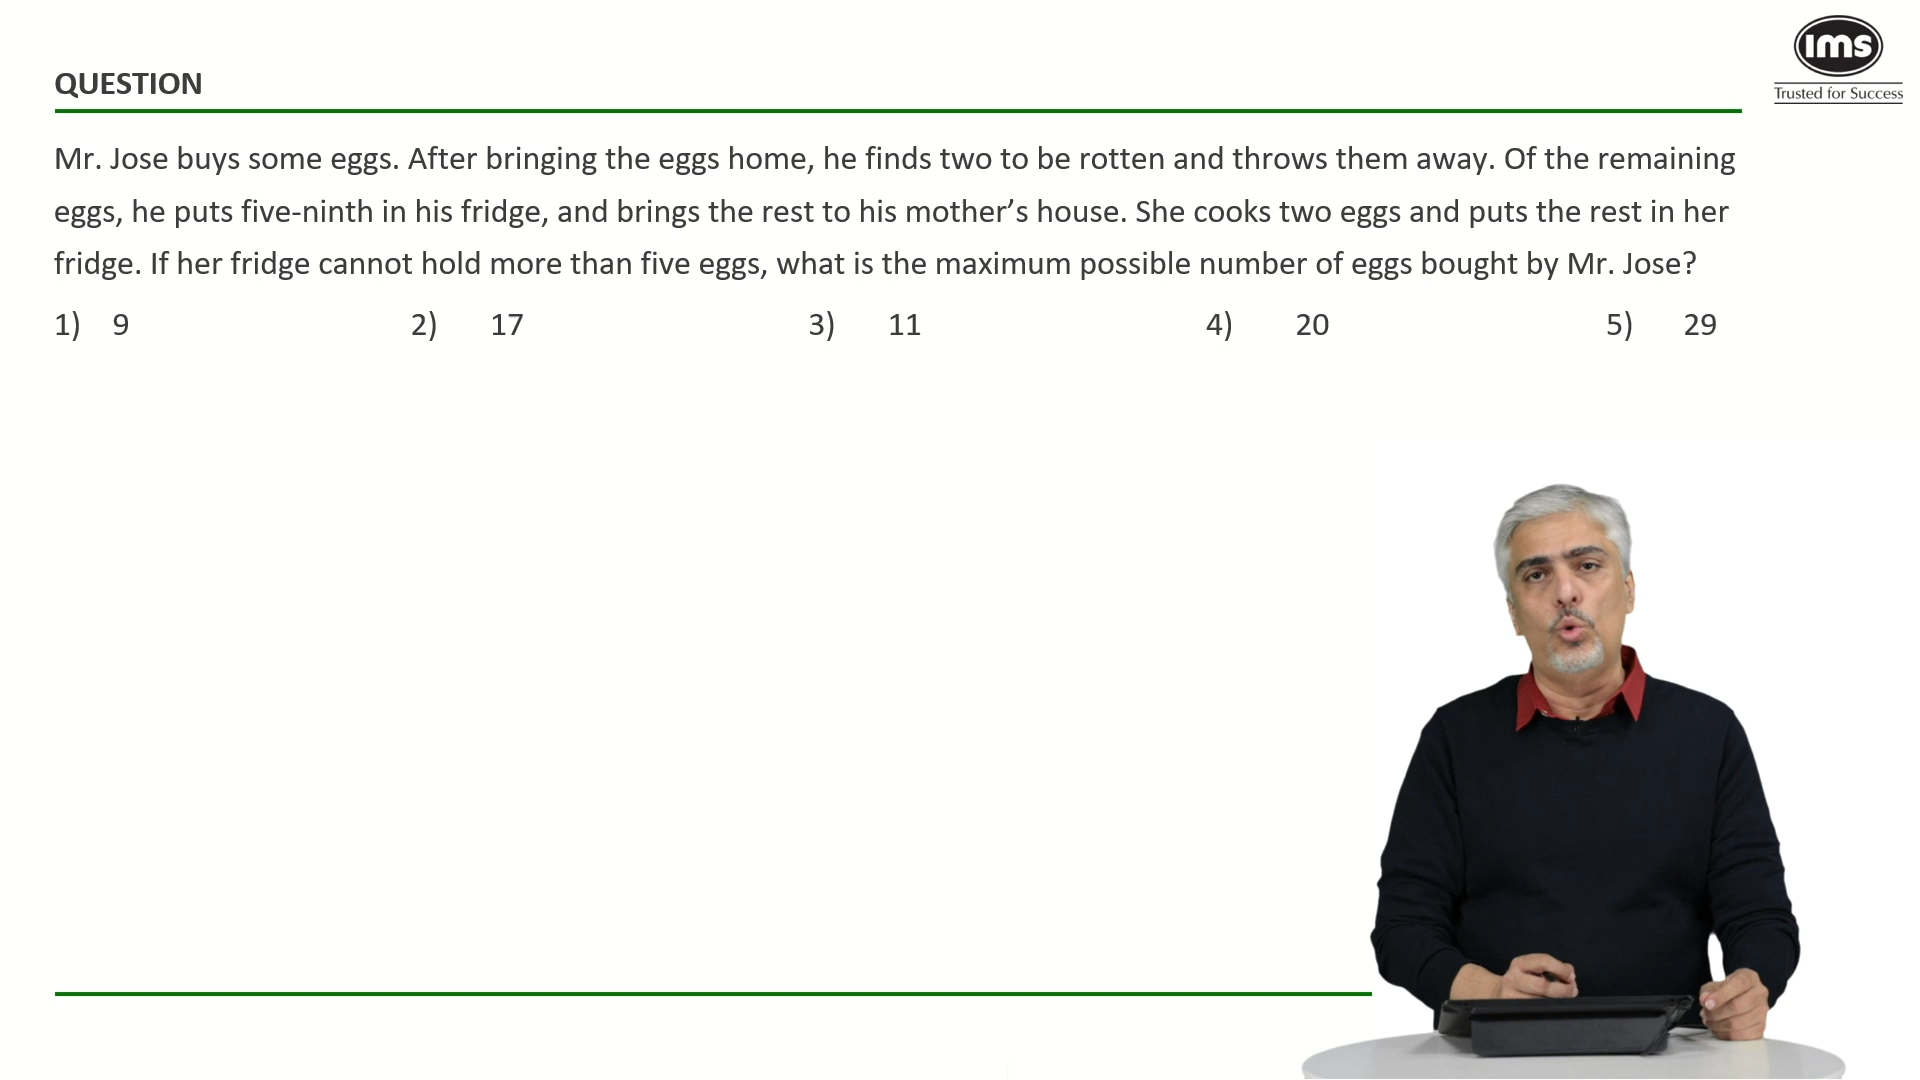 ims
Trusted for Success
QUESTION
Mr. Jose buys some eggs. After bringing the eggs home, he finds two to be rotten and throws them away. Of the remaining
eggs, he puts five-ninth in his fridge, and brings the rest to his mother’s house. She cooks two eggs and puts the rest in her
fridge. If her fridge cannot hold more than five eggs, what is the maximum possible number of eggs bought by Mr. Jose?
1) 9 2) 17 3) 11 4) 20 5) 29